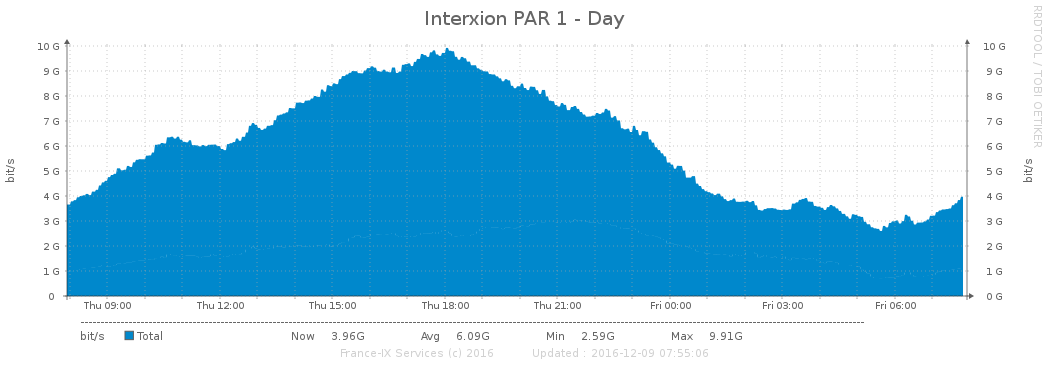 Interxion PAR 1 - Day
RRDTOOL / TOBI OETIKER
bit/s
10 G
9 G
8 G
7 G
6 G
5 G
4 G
3 G
2 G
1 G
0
10 G
9 G
8 G
7 G
6 G
5 G
4 G
3 G
2 G
1 G
0 G
bit/s
Thu 09:00 Thu 12:00 Thu 15:00 Thu 18:00 Thu 21:00 Fri 00:00 Fri 03:00 Fri 06:00
bit/s Total Now 3.96G Avg 6.09G Min 2.59G Max 9.91G
France-IX Services (c) 2016 Updated : 2016-12-09 07:55:06